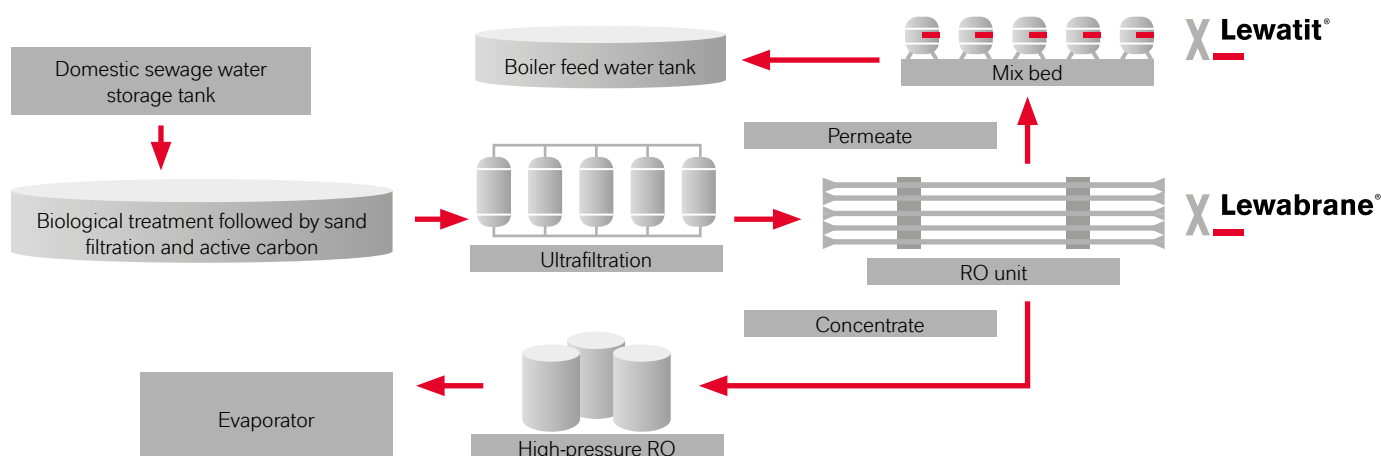 Domestic sewage water
storage tank
Boiler feed water tank
Mix bed
Lewatit®
Permeate
Biological treatment followed by sand
filtration and active carbon
Ultrafiltration
RO unit
Lewabrane®
Concentrate
Evaporator
High-pressure RO